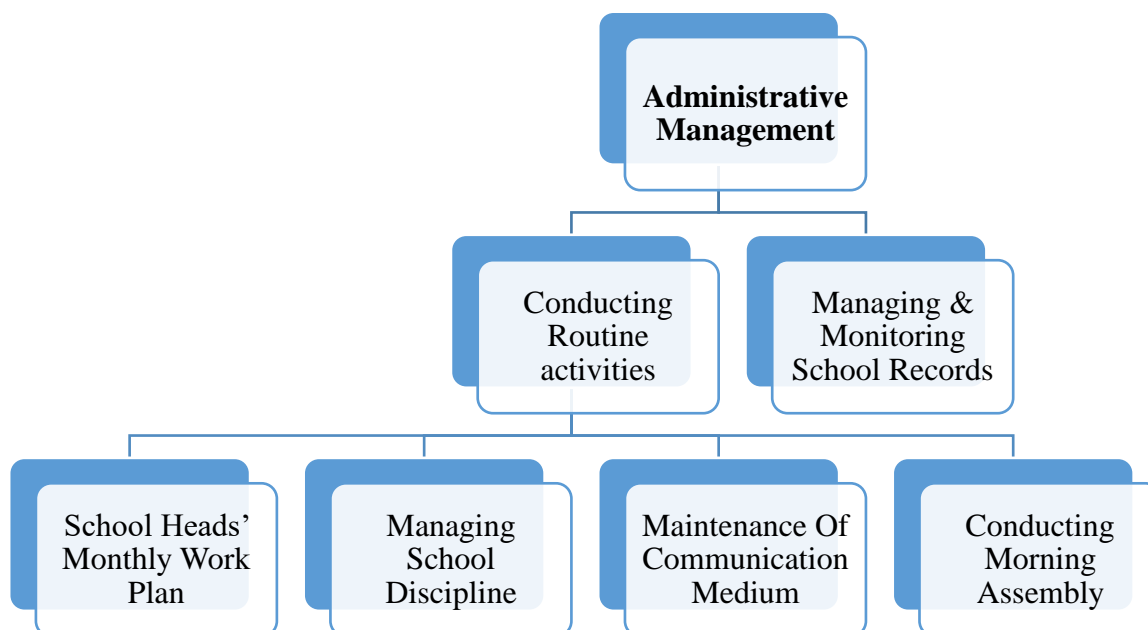 Administrative
Management
Conducting
Routine
activities
Managing &
Monitoring
School Records
School Heads’
Monthly Work
Plan
Managing
School
Discipline
Maintenance Of
Communication
Medium
Conducting
Morning
Assembly